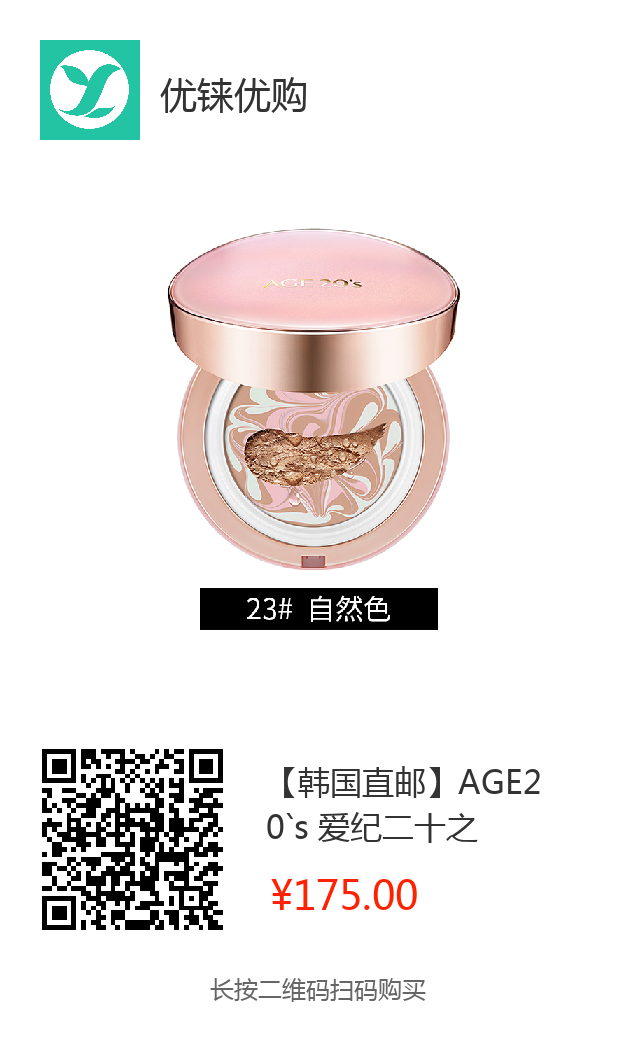 优铼优购
AGE 20's
23# 自然色
【韩国直邮】AGE2
0`s 爱纪二十之
¥175.00
长按二维码扫码购买